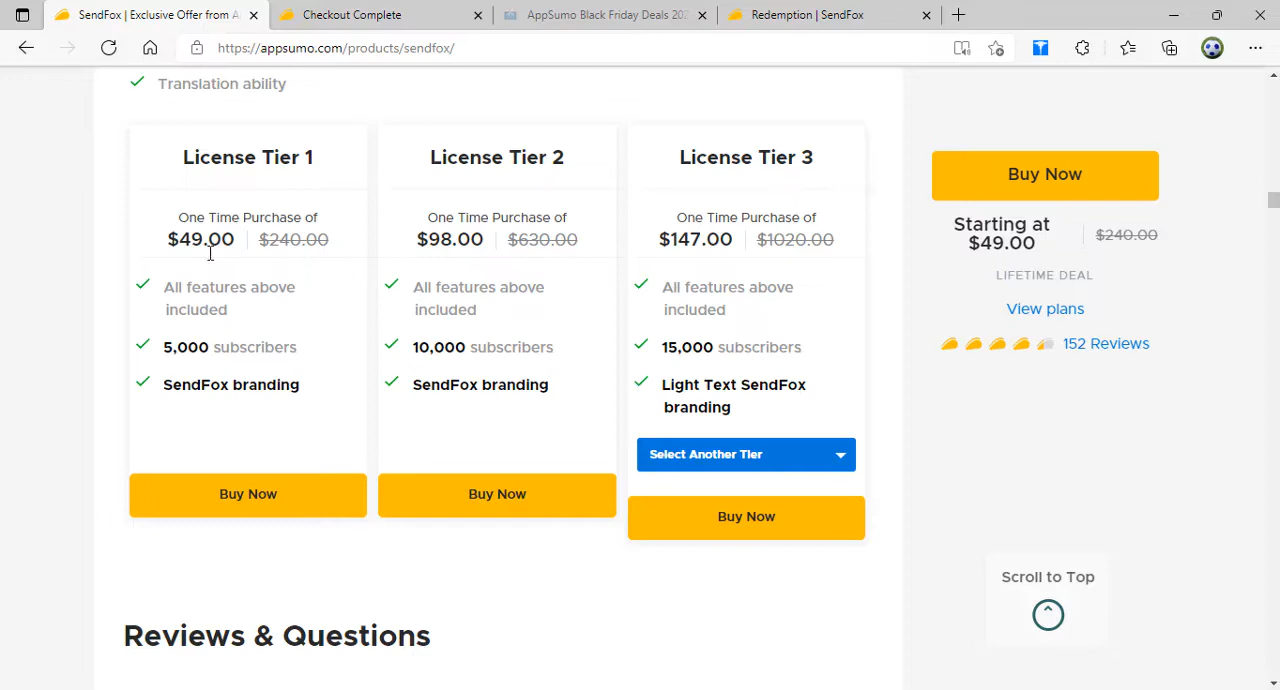 SendFox | Exclusive Offer from A
Checkout Complete
AppSumo Black Friday Deals 202
Redemption | SendFox
https://appsumo.com/products/sendfox/
Translation ability
License Tier 1
One Time Purchase of
$49.00 $240.00
All features above
included
5,000 subscribers
SendFox branding
Buy Now
License Tier 2
One Time Purchase of
$98.00 $630.00
All features above
included
10,000 subscribers
SendFox branding
Buy Now
License Tier 3
One Time Purchase of
$147.00 $1020.00
All features above
included
15,000 subscribers
Light Text SendFox
branding
Select Another Tier
Buy Now
Buy Now
Starting at
$49.00 $240.00
LIFETIME DEAL
View plans
152 Reviews
Scroll to Top
Reviews & Questions